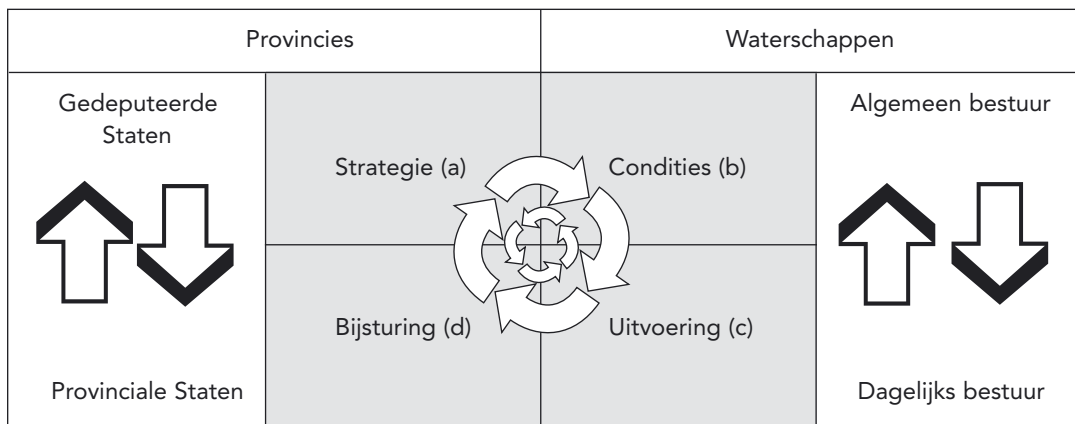 Provincies
Waterschappen
Gedeputeerde
Staten
Algemeen bestuur
Strategie (a)
Condities (b)
Bijsturing (d)
Uitvoering (c)
Provinciale Staten
Dagelijks bestuur